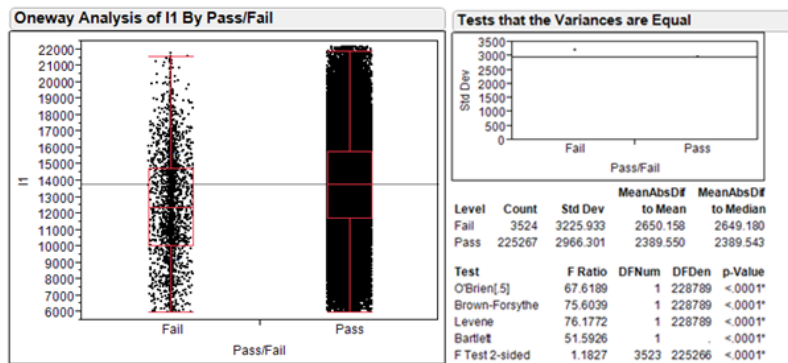 Oneway Analysis of I1 By Pass/Fail
22000
21000
20000
19000
18000
17000
16000
15000
14000
13000
12000
11000
10000
9000
8000
7000
6000
I1
Fail
Pass
Pass/Fail
Tests that the Variances are Equal
3500
3000
2500
2000
1500
1000
500
0
Std Dev
Fail
Pass
Pass/Fail
MeanAbsDif MeanAbsDif
Level Count Std Dev to Mean to Median
Fail 3524 3225.933 2650.158 2649.180
Pass 225267 2966.301 2389.550 2389.543
Test F Ratio DFNum DFDen p-Value
O'Brien[.5] 67.6189 1 228789 <.0001*
Brown-Forsythe 75.6039 1 228789 <.0001*
Levene 76.1772 1 228789 <.0001*
Bartlett 51.5926 1 . <.0001*
F Test 2-sided 1.1827 3523 225266 <.0001*